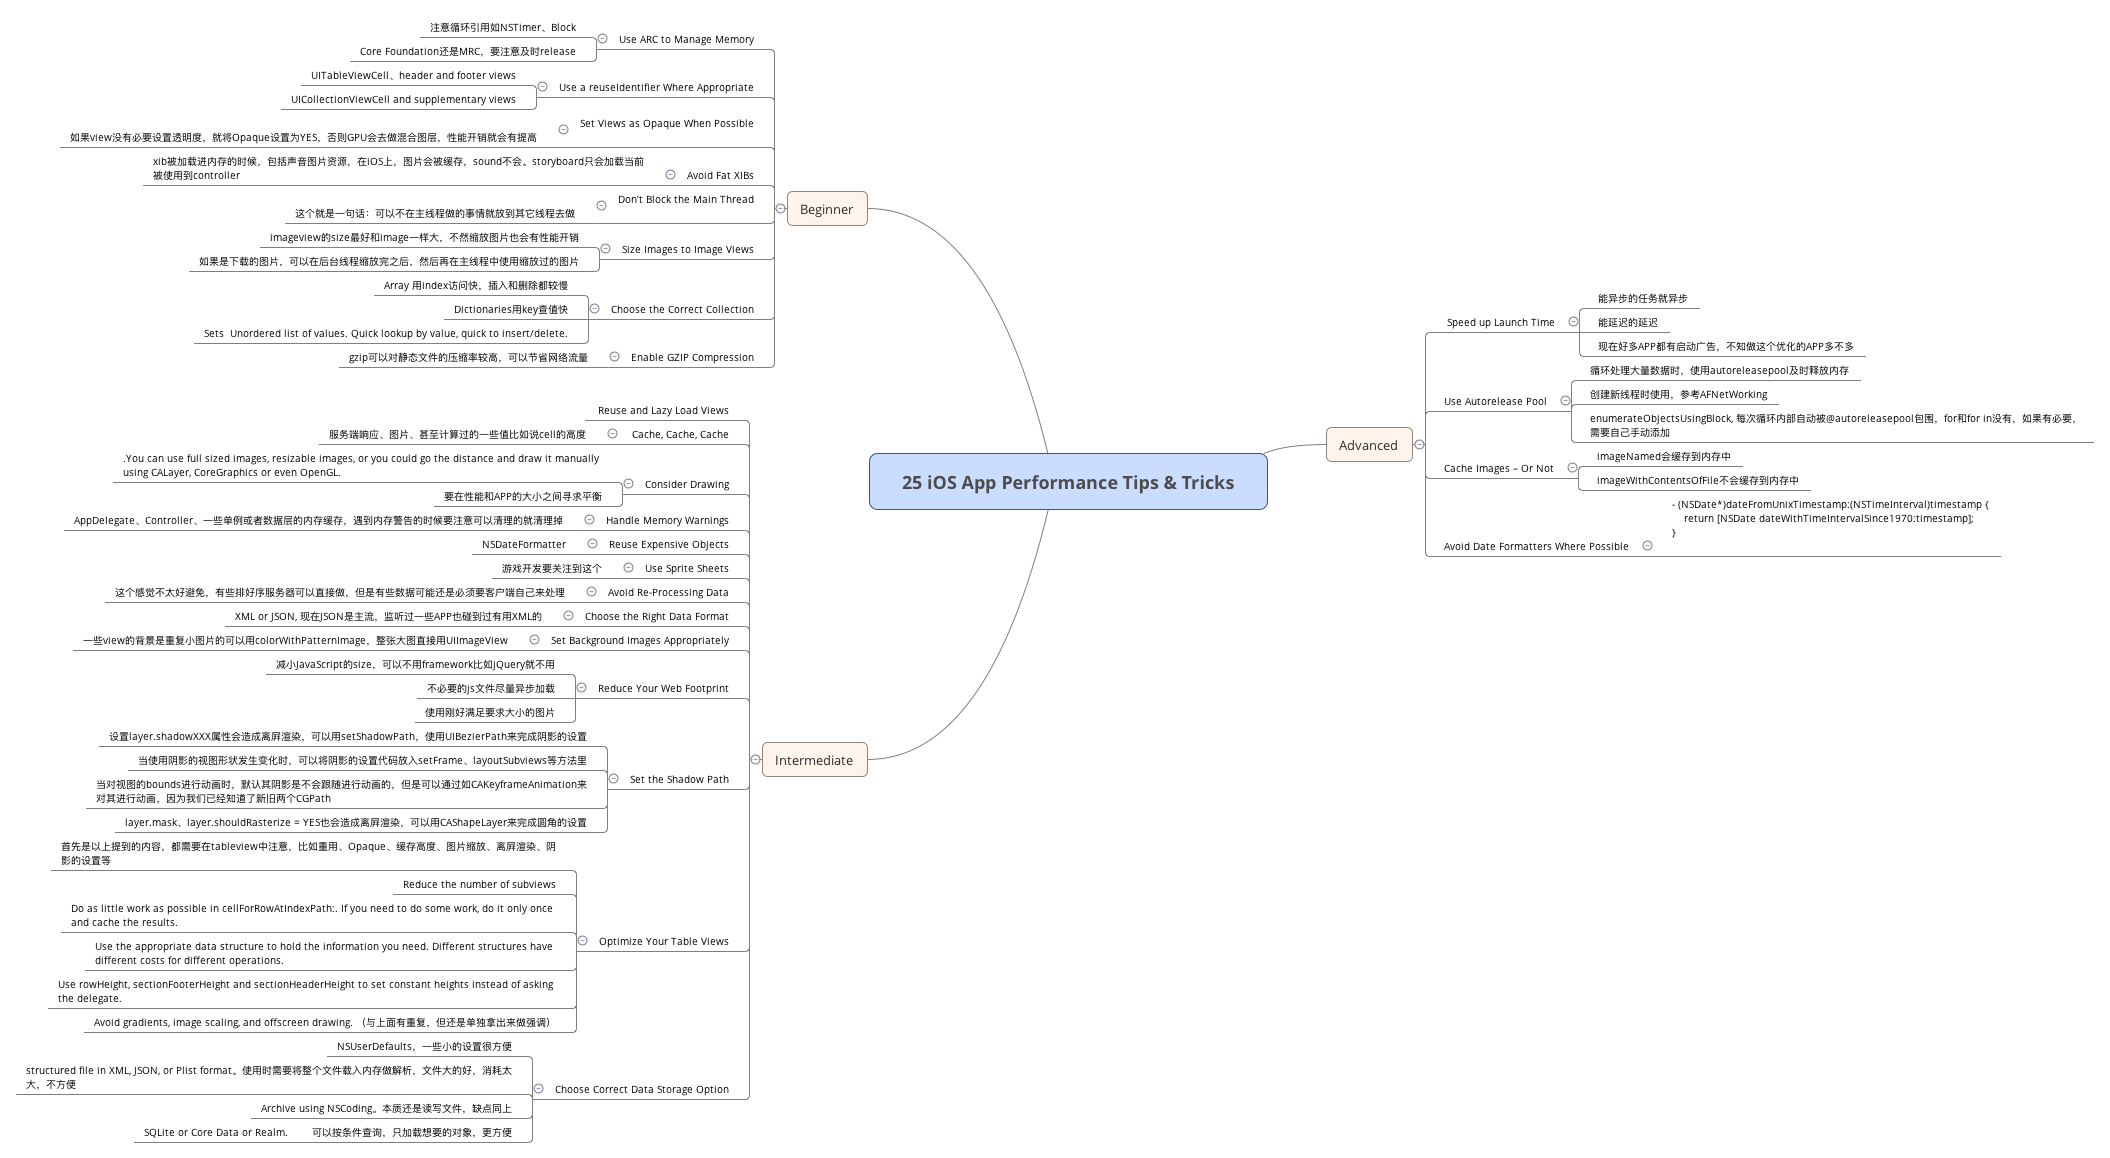 25 iOS App Performance Tips & Tricks
Beginner
Use ARC to Manage Memory
注意循环引用如NSTimer、Block
Core Foundation还是MRC，要注意及时release
Use a reuseIdentifier Where Appropriate
UITableViewCell、header and footer views
UICollectionViewCell and supplementary views
Set Views as Opaque When Possible
如果view没有必要设置透明度，就将Opaque设置为YES，否则GPU会去做混合图层，性能开销就会有提高
Avoid Fat XIBs
xib被加载进内存的时候，包括声音图片资源，在iOS上，图片会被缓存，sound不会。storyboard只会加载当前
被使用到controller
Don’t Block the Main Thread
这个就是一句话：可以不在主线程做的事情就放到其它线程去做
Size Images to Image Views
imageview的size最好和image一样大，不然缩放图片也会有性能开销
如果是下载的图片，可以在后台线程缩放完之后，然后再在主线程中使用缩放过的图片
Choose the Correct Collection
Array 用index访问快，插入和删除都较慢
Dictionaries用key查值快
Sets  Unordered list of values. Quick lookup by value, quick to insert/delete.
Enable GZIP Compression
gzip可以对静态文件的压缩率较高，可以节省网络流量
Intermediate
Reuse and Lazy Load Views
Cache, Cache, Cache
服务端响应、图片、甚至计算过的一些值比如说cell的高度
Consider Drawing
.You can use full sized images, resizable images, or you could go the distance and draw it manually
using CALayer, CoreGraphics or even OpenGL.
要在性能和APP的大小之间寻求平衡
Handle Memory Warnings
AppDelegate、Controller、一些单例或者数据层的内存缓存，遇到内存警告的时候要注意可以清理的就清理掉
Reuse Expensive Objects
NSDateFormatter
Use Sprite Sheets
游戏开发要关注到这个
Avoid Re-Processing Data
这个感觉不太好避免，有些排好序服务器可以直接做，但是有些数据可能还是必须要客户端自己来处理
Choose the Right Data Format
XML or JSON, 现在JSON是主流，监听过一些APP也碰到过有用XML的
Set Background Images Appropriately
一些view的背景是重复小图片的可以用colorWithPatternImage，整张大图直接用UIImageView
Reduce Your Web Footprint
减小JavaScript的size，可以不用framework比如jQuery就不用
不必要的js文件尽量异步加载
使用刚好满足要求大小的图片
Set the Shadow Path
设置layer.shadowXXX属性会造成离屏渲染，可以用setShadowPath，使用UIBezierPath来完成阴影的设置
当使用阴影的视图形状发生变化时，可以将阴影的设置代码放入setFrame、layoutSubviews等方法里
当对视图的bounds进行动画时，默认其阴影是不会跟随进行动画的，但是可以通过如CAKeyframeAnimation来
对其进行动画，因为我们已经知道了新旧两个CGPath
layer.mask、layer.shouldRasterize = YES也会造成离屏渲染，可以用CAShapeLayer来完成圆角的设置
Optimize Your Table Views
首先是以上提到的内容，都需要在tableview中注意，比如重用、Opaque、缓存高度、图片缩放、离屏渲染、阴
影的设置等
Reduce the number of subviews
Do as little work as possible in cellForRowAtIndexPath:. If you need to do some work, do it only once
and cache the results.
Use the appropriate data structure to hold the information you need. Different structures have
different costs for different operations.
Use rowHeight, sectionFooterHeight and sectionHeaderHeight to set constant heights instead of asking
the delegate.
Avoid gradients, image scaling, and offscreen drawing. （与上面有重复，但还是单独拿出来做强调）
Choose Correct Data Storage Option
NSUserDefaults，一些小的设置很方便
structured file in XML, JSON, or Plist format。使用时需要将整个文件载入内存做解析，文件大的好，消耗太
大，不方便
Archive using NSCoding。本质还是读写文件，缺点同上
SQLite or Core Data or Realm.  可以按条件查询，只加载想要的对象，更方便
Advanced
Speed up Launch Time
能异步的任务就异步
能延迟的延迟
现在好多APP都有启动广告，不知做这个优化的APP多不多
Use Autorelease Pool
循环处理大量数据时，使用autoreleasepool及时释放内存
创建新线程时使用，参考AFNetWorking
enumerateObjectsUsingBlock, 每次循环内部自动被@autoreleasepool包围，for和for in没有，如果有必要，
需要自己手动添加
Cache Images – Or Not
imageNamed会缓存到内存中
imageWithContentsOfFile不会缓存到内存中
Avoid Date Formatters Where Possible
- (NSDate*)dateFromUnixTimestamp:(NSTimeInterval)timestamp {
return [NSDate dateWithTimeIntervalSince1970:timestamp];
}